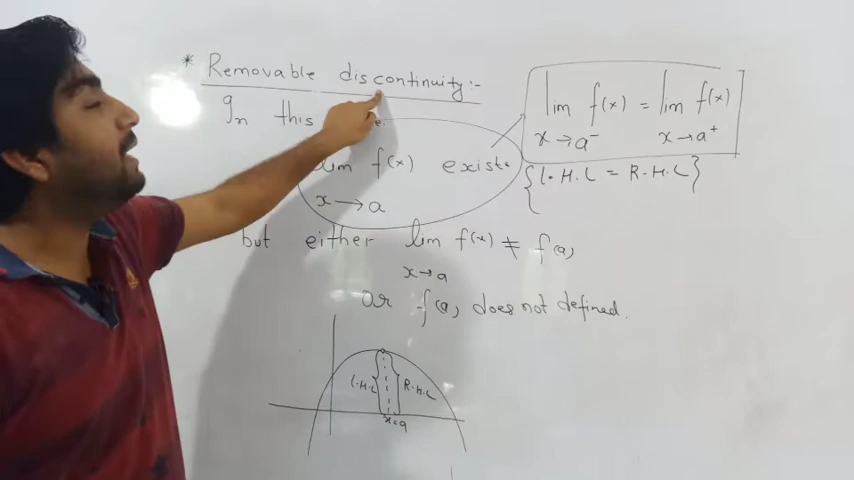 * Removable discontinuity :-
In this
lim f(x) exists
x → a
lim f(x) = lim f(x)
x → a⁻ x → a⁺
{L.H.L = R.H.L}
but either lim f(x) ≠ f(a)
x → a
or f(a) does not defined.
L.H.L R.H.L
x=a